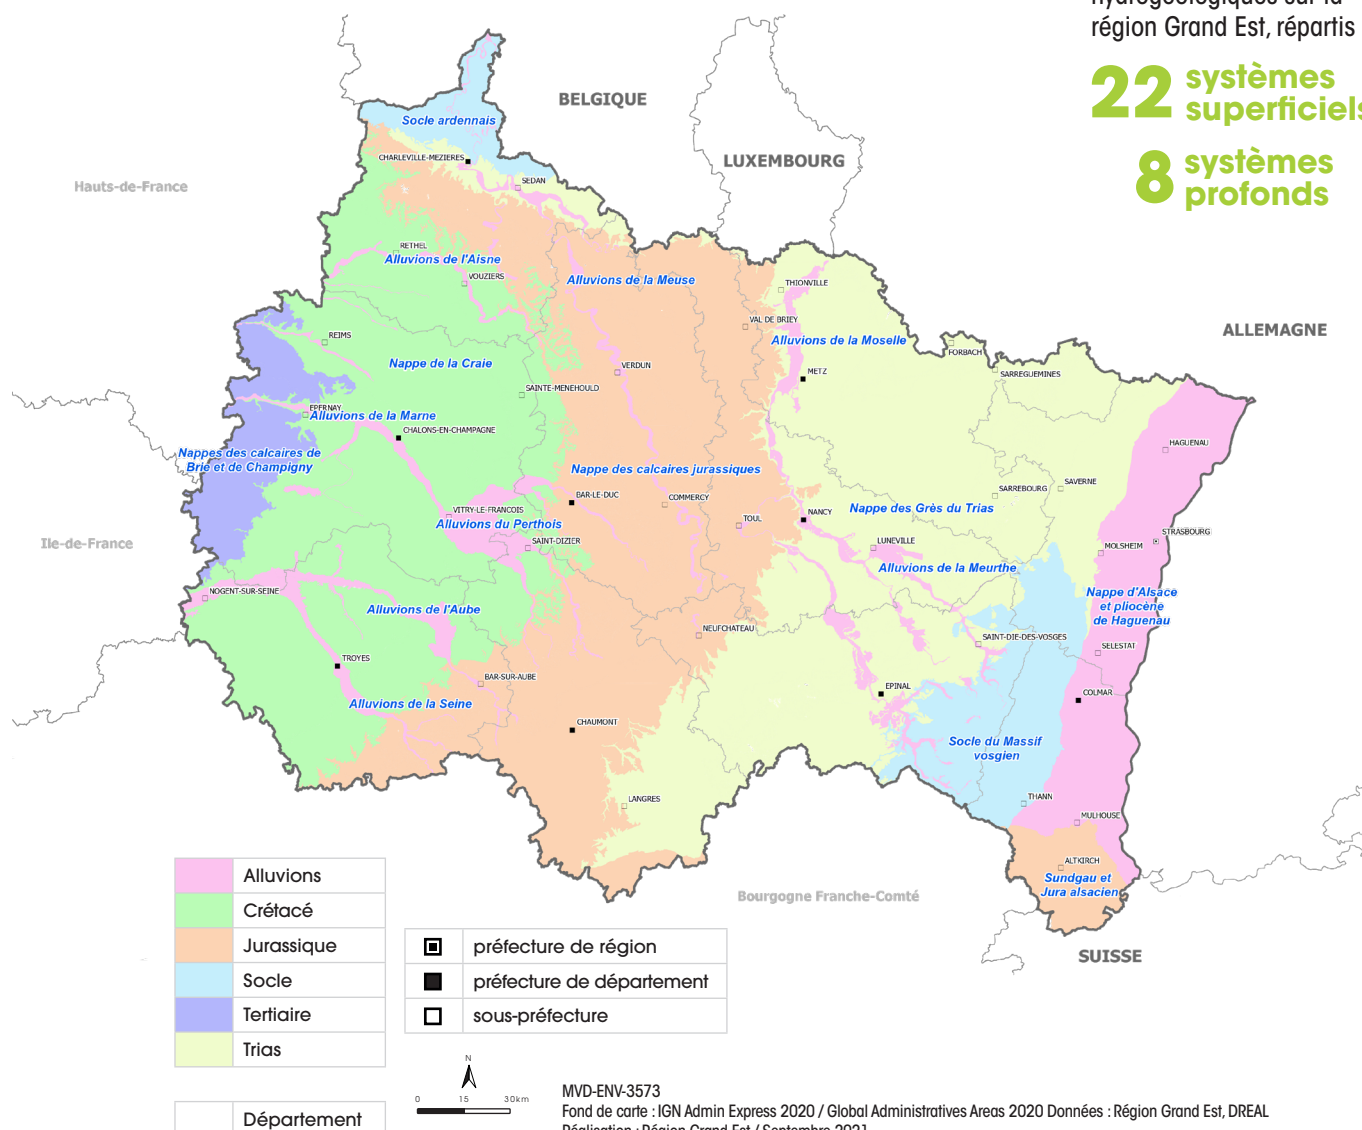 hydrogéologiques sur la
région Grand Est, répartis
22 systèmes
superficiels
8 systèmes
profonds
BELGIQUE
LUXEMBOURG
ALLEMAGNE
SUISSE
Hauts-de-France
Ile-de-France
Bourgogne Franche-Comté
Socle ardennais
CHARLEVILLE-MEZIERES
SEDAN
RETHEL
Alluvions de l'Aisne
VOUZIERS
Alluvions de la Meuse
THIONVILLE
VAL DE BRIEY
Alluvions de la Moselle
FORBACH
SARREGUEMINES
REIMS
Nappe de la Craie
VERDUN
METZ
SAINTE-MENEHOULD
EPERNAY
Alluvions de la Marne
CHALONS-EN-CHAMPAGNE
HAGUENAU
Nappes des calcaires de
Brie et de Champigny
Nappe des calcaires jurassiques
BAR-LE-DUC
COMMERCY
SARREBOURG
SAVERNE
VITRY-LE-FRANCOIS
Alluvions du Perthois
TOUL
NANCY
Nappe des Grès du Trias
STRASBOURG
SAINT-DIZIER
LUNEVILLE
MOLSHEIM
Alluvions de la Meurthe
NOGENT-SUR-SEINE
Alluvions de l'Aube
Nappe d'Alsace
et pliocène
de Haguenau
NEUFCHATEAU
SAINT-DIE-DES-VOSGES
SELESTAT
TROYES
BAR-SUR-AUBE
EPINAL
COLMAR
Alluvions de la Seine
CHAUMONT
Socle du Massif
vosgien
LANGRES
THANN
MULHOUSE
ALTKIRCH
Sundgau et
Jura alsacien
Alluvions
Crétacé
Jurassique
Socle
Tertiaire
Trias
Département
préfecture de région
préfecture de département
sous-préfecture
N
0 15 30km
MVD-ENV-3573
Fond de carte : IGN Admin Express 2020 / Global Administratives Areas 2020 Données : Région Grand Est, DREAL
Réalisation : Région Grand Est / Septembre 2021